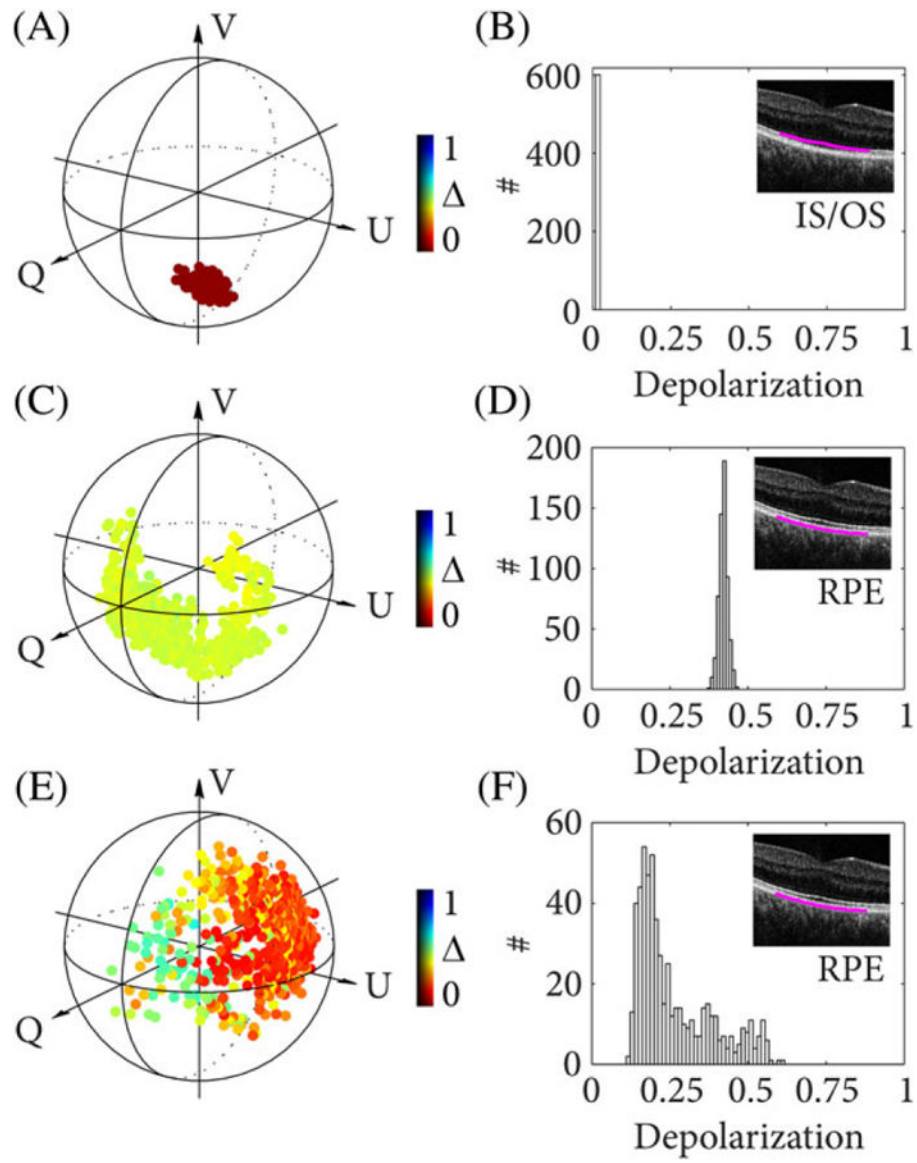 (A)
V
Q
U
1
Δ
0
(B)
600
400
200
0
#
IS/OS
0 0.25 0.5 0.75 1
Depolarization
(C)
V
Q
U
1
Δ
0
(D)
200
150
100
50
0
#
RPE
0 0.25 0.5 0.75 1
Depolarization
(E)
V
Q
U
1
Δ
0
(F)
60
40
20
0
#
RPE
0 0.25 0.5 0.75 1
Depolarization